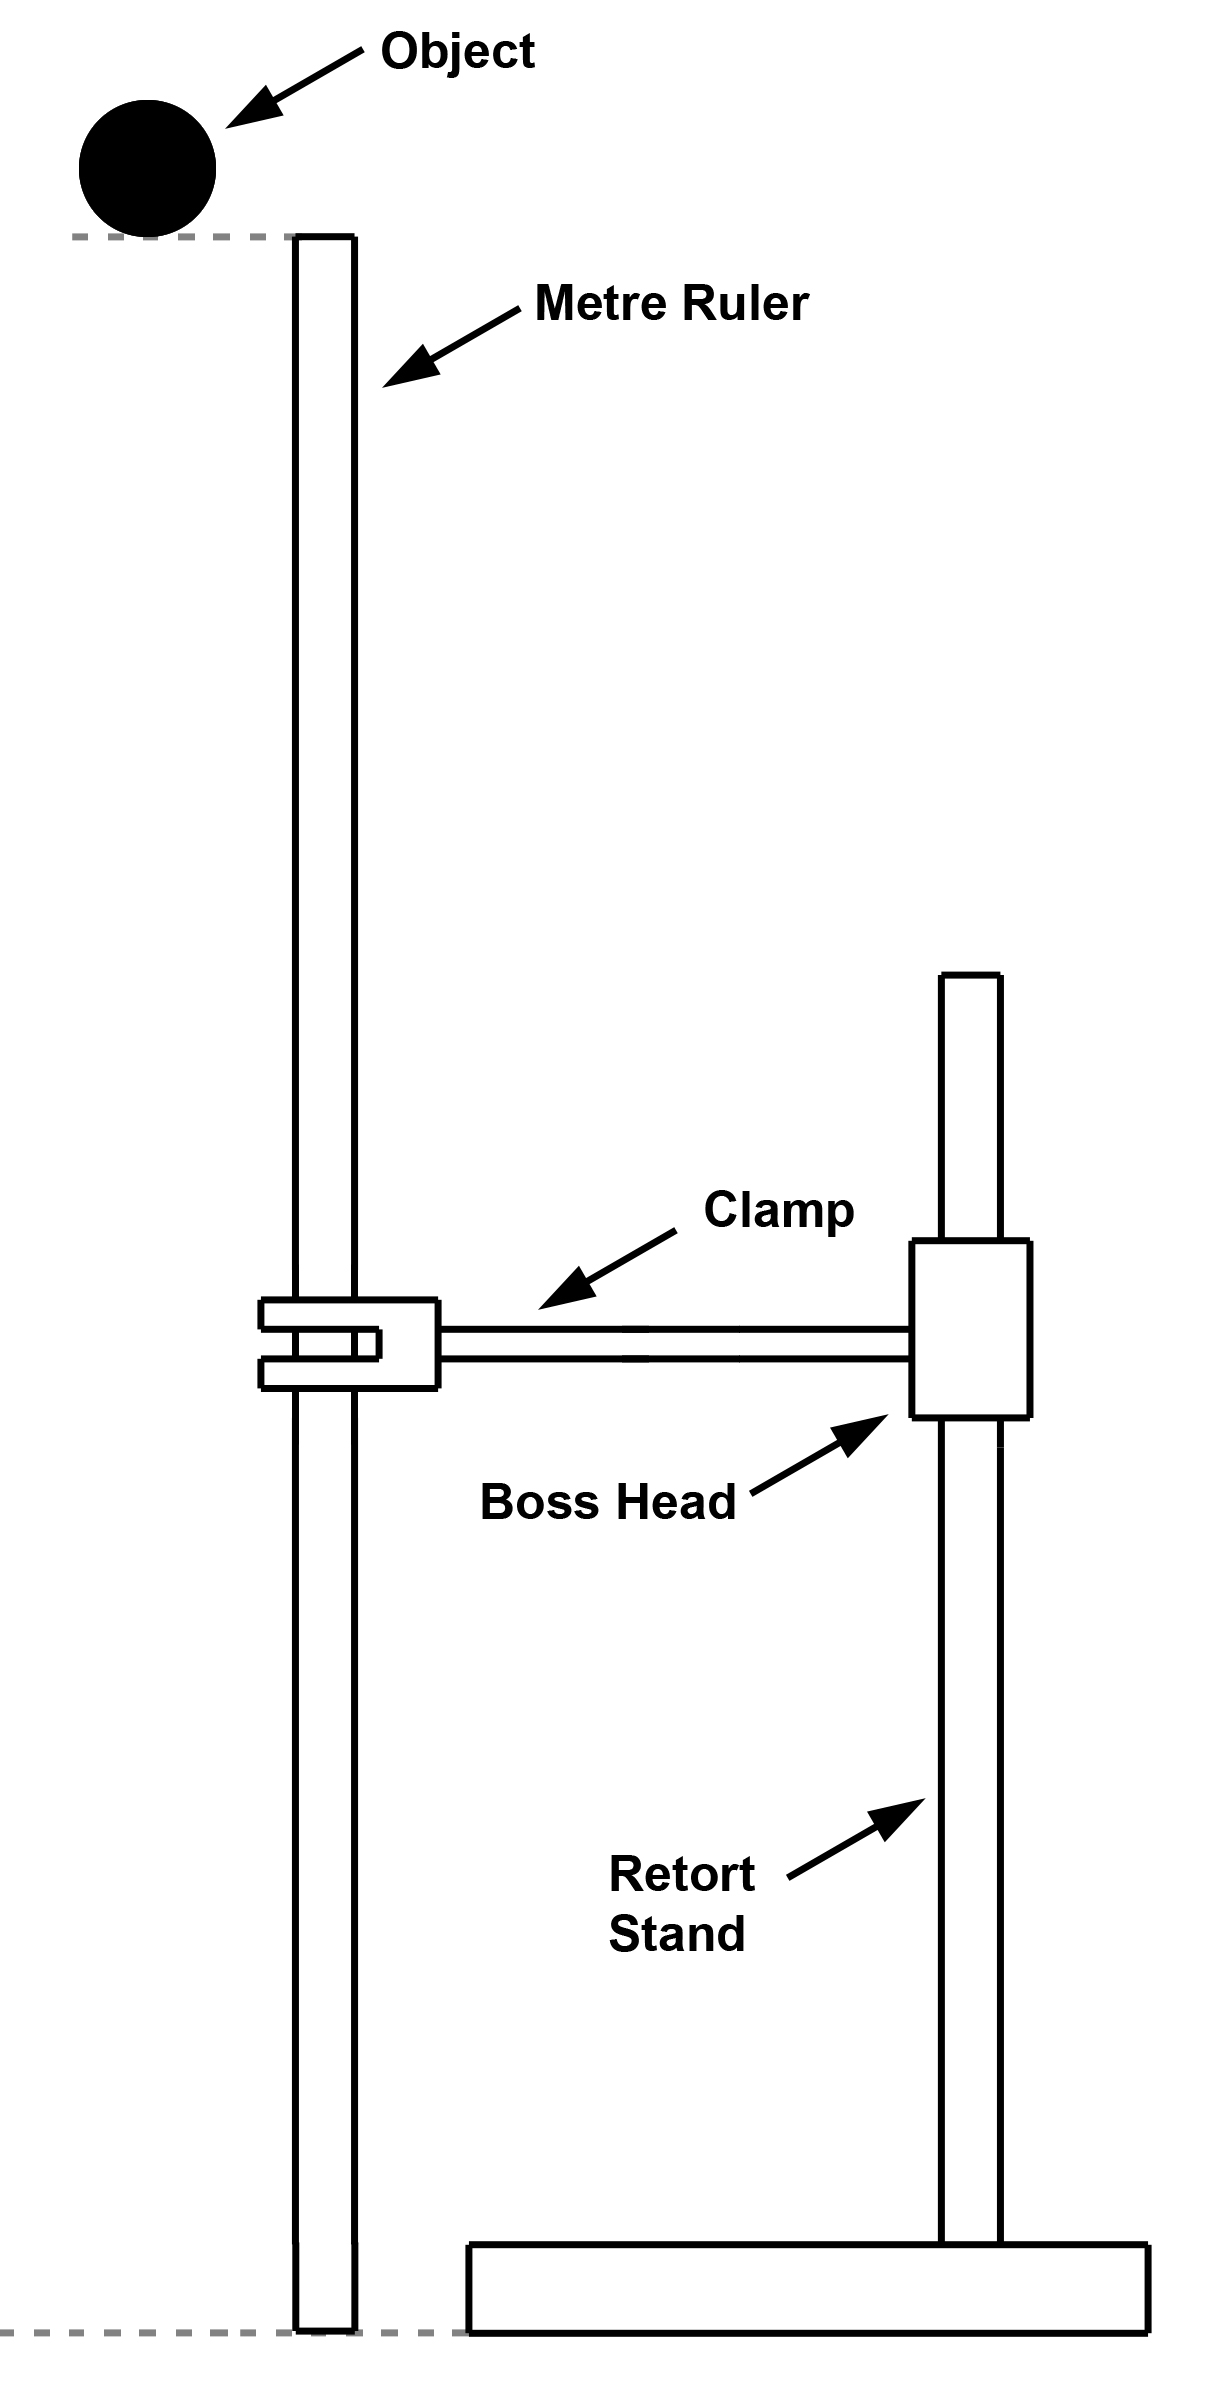 Object
Metre Ruler
Clamp
Boss Head
Retort
Stand